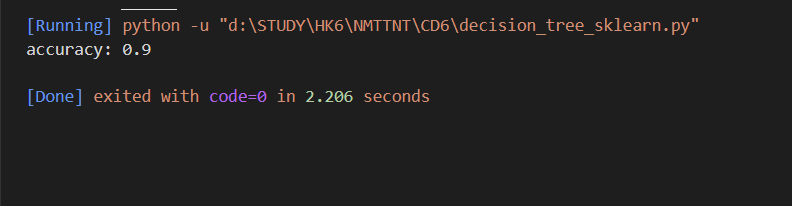 [Running] python -u "d:\STUDY\HK6\NMTTNT\CD6\decision_tree_sklearn.py"
accuracy: 0.9
[Done] exited with code=0 in 2.206 seconds